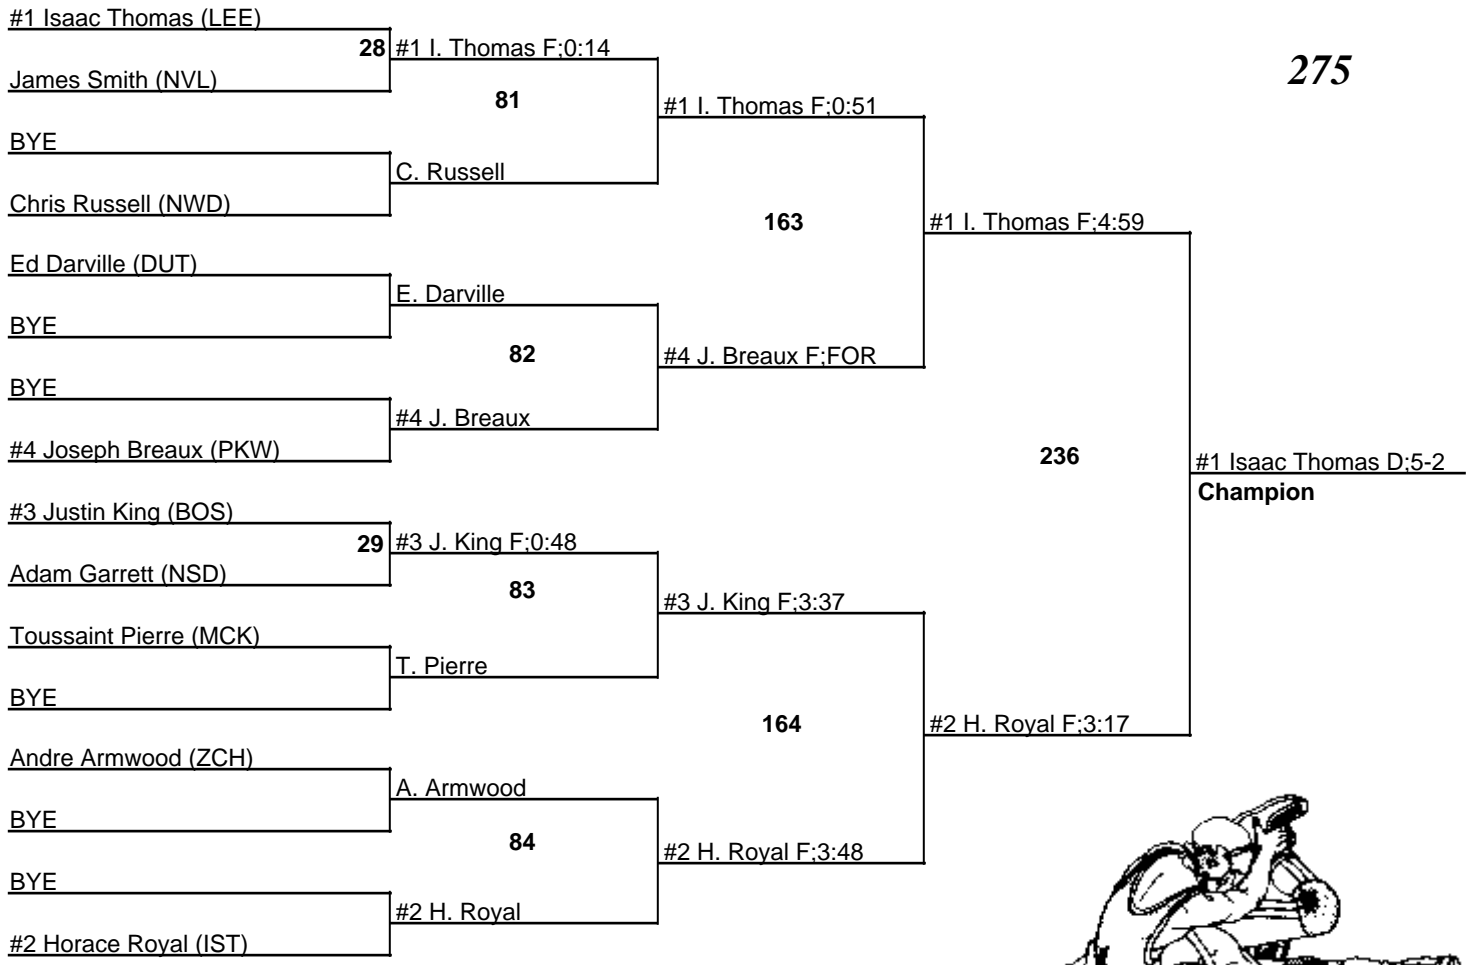 #1 Isaac Thomas (LEE)
28
#1 I. Thomas F;0:14
275
James Smith (NVL)
81
#1 I. Thomas F;0:51
BYE
C. Russell
Chris Russell (NWD)
163
#1 I. Thomas F;4:59
Ed Darville (DUT)
E. Darville
BYE
82
#4 J. Breaux F;FOR
BYE
#4 J. Breaux
#4 Joseph Breaux (PKW)
236
#1 Isaac Thomas D;5-2
Champion
#3 Justin King (BOS)
29
#3 J. King F;0:48
Adam Garrett (NSD)
83
#3 J. King F;3:37
Toussaint Pierre (MCK)
T. Pierre
BYE
164
#2 H. Royal F;3:17
Andre Armwood (ZCH)
A. Armwood
BYE
84
#2 H. Royal F;3:48
BYE
#2 H. Royal
#2 Horace Royal (IST)